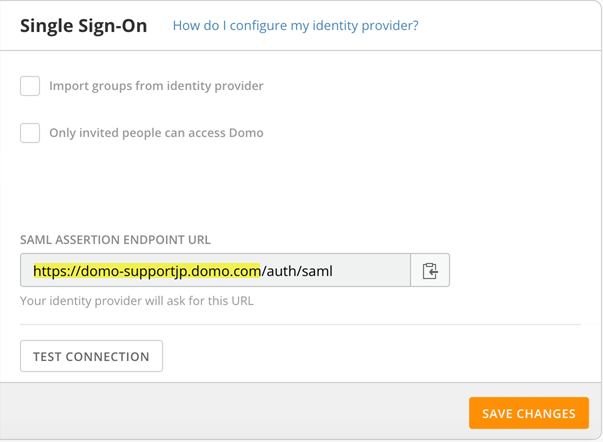 Single Sign-On How do I configure my identity provider?
Import groups from identity provider
Only invited people can access Domo
SAML ASSERTION ENDPOINT URL
https://domo-supportjp.domo.com/auth/saml
Your identity provider will ask for this URL
TEST CONNECTION
SAVE CHANGES